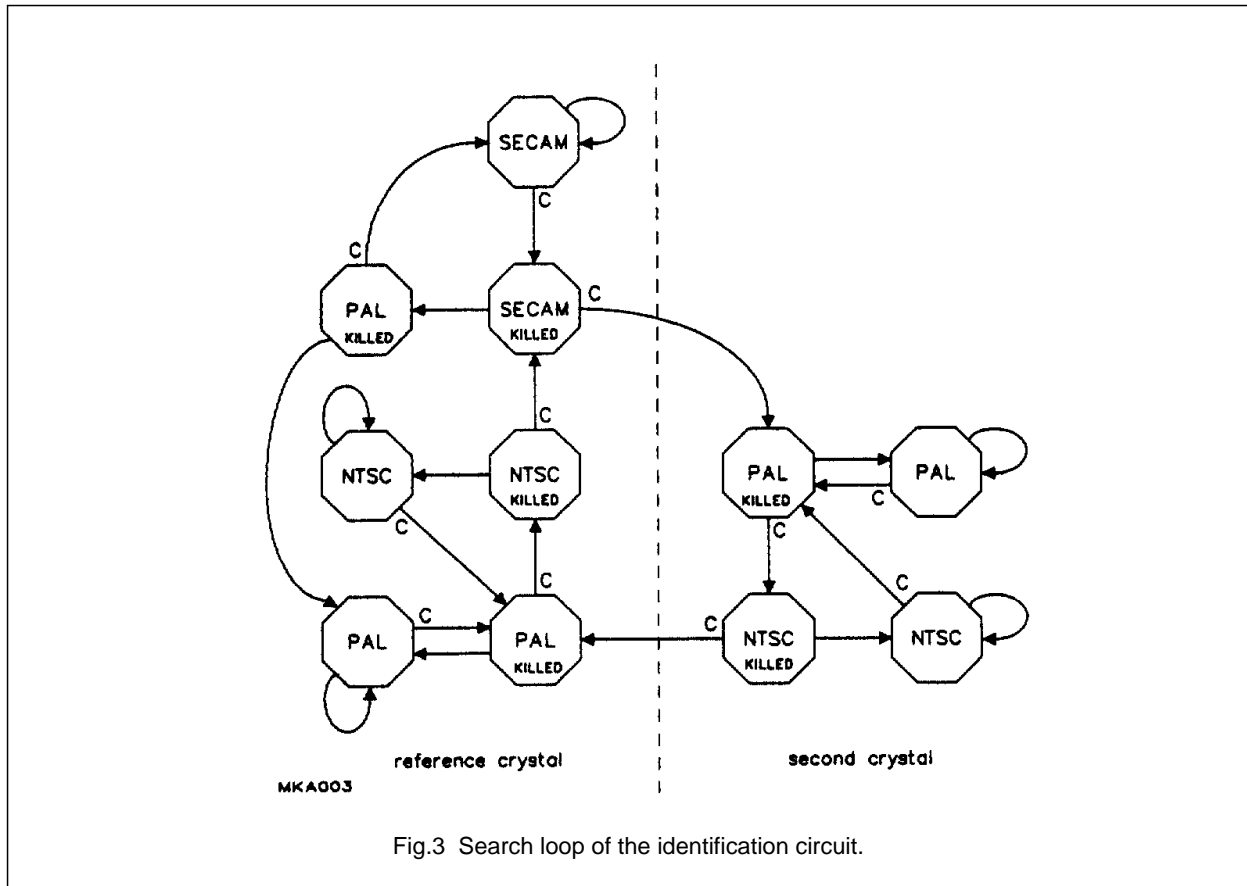 SECAM
C
C
PAL
KILLED
SECAM
KILLED
C
NTSC
C
NTSC
KILLED
C
PAL
KILLED
C
PAL
C
C
PAL
C
PAL
KILLED
C
C
NTSC
KILLED
C
NTSC
reference crystal
second crystal
MKA003
Fig.3 Search loop of the identification circuit.